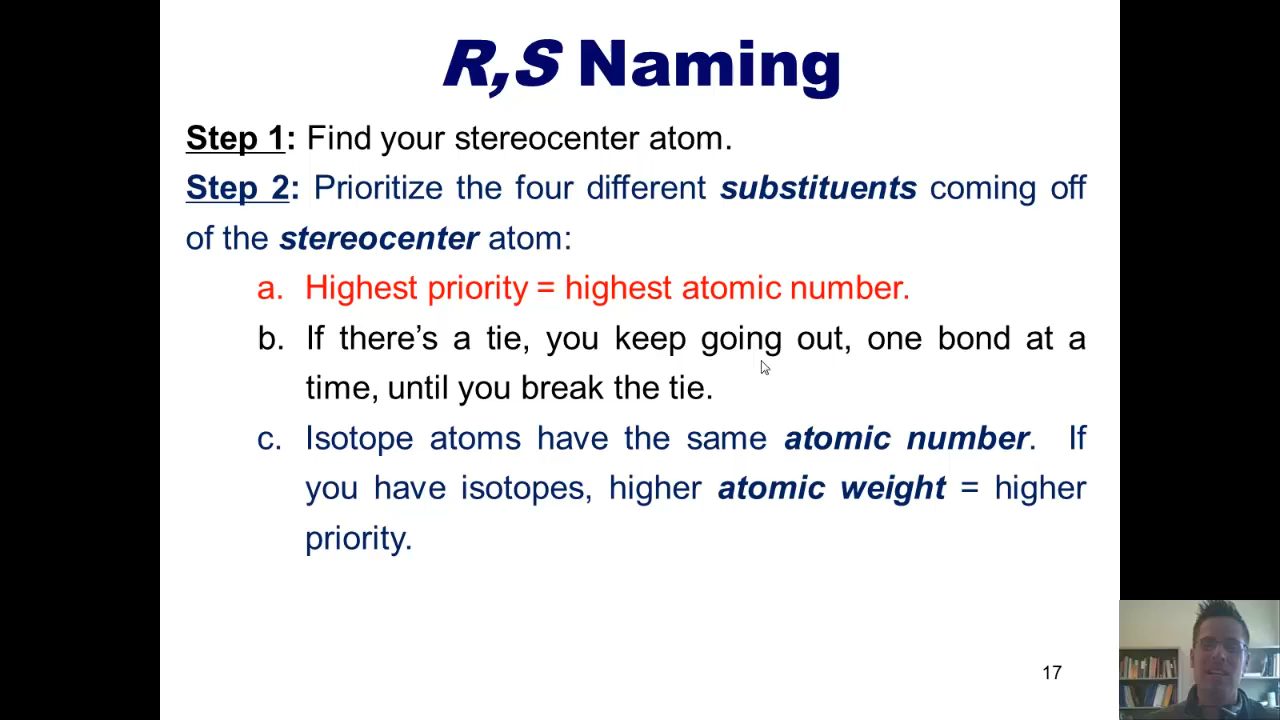 R,S Naming
Step 1: Find your stereocenter atom.
Step 2: Prioritize the four different substituents coming off
of the stereocenter atom:
a. Highest priority = highest atomic number.
b. If there’s a tie, you keep going out, one bond at a
time, until you break the tie.
c. Isotope atoms have the same atomic number. If
you have isotopes, higher atomic weight = higher
priority.
17